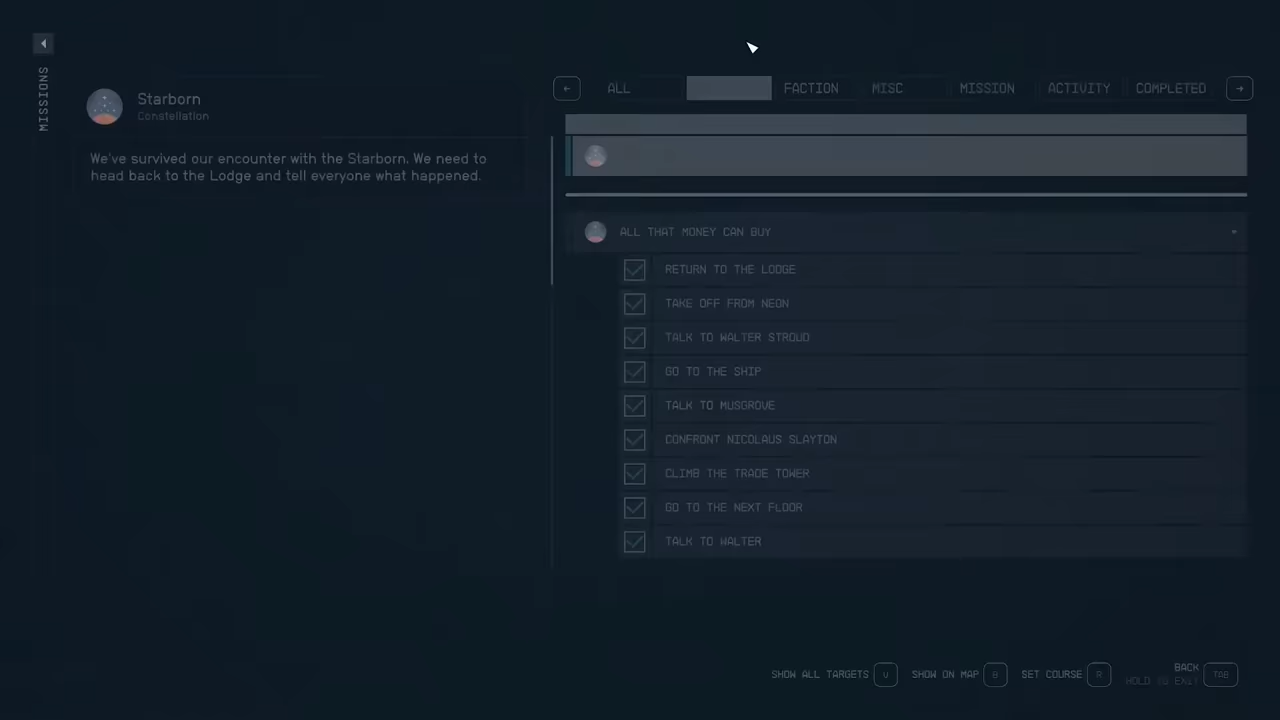 MISSIONS
Starborn
Constellation
We've survived our encounter with the Starborn. We need to
head back to the Lodge and tell everyone what happened.
ALL
FACTION
MISC
MISSION
ACTIVITY
COMPLETED
ALL THAT MONEY CAN BUY
RETURN TO THE LODGE
TAKE OFF FROM NEON
TALK TO WALTER STROUD
GO TO THE SHIP
TALK TO MUSGROVE
CONFRONT NICOLAUS SLAYTON
CLIMB THE TRADE TOWER
GO TO THE NEXT FLOOR
TALK TO WALTER
SHOW ALL TARGETS V
SHOW ON MAP
SET COURSE R
BACK TAB
HOLD TO EXIT